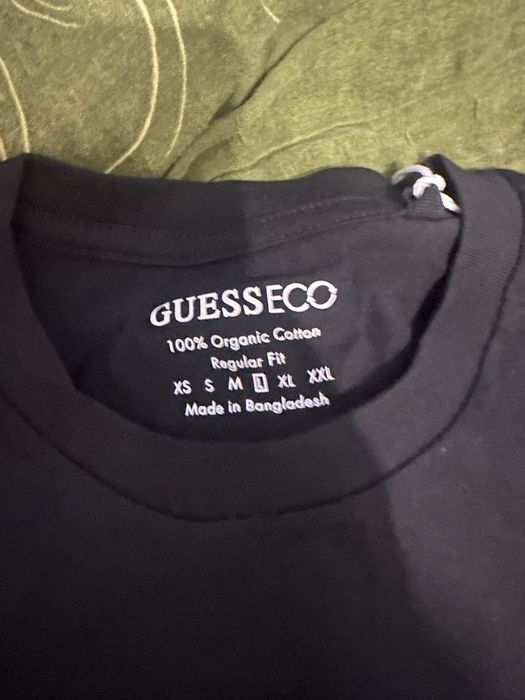 GUESSECO
100% Organic Cotton
Regular Fit
XS S M L XL XXL
Made in Bangladesh